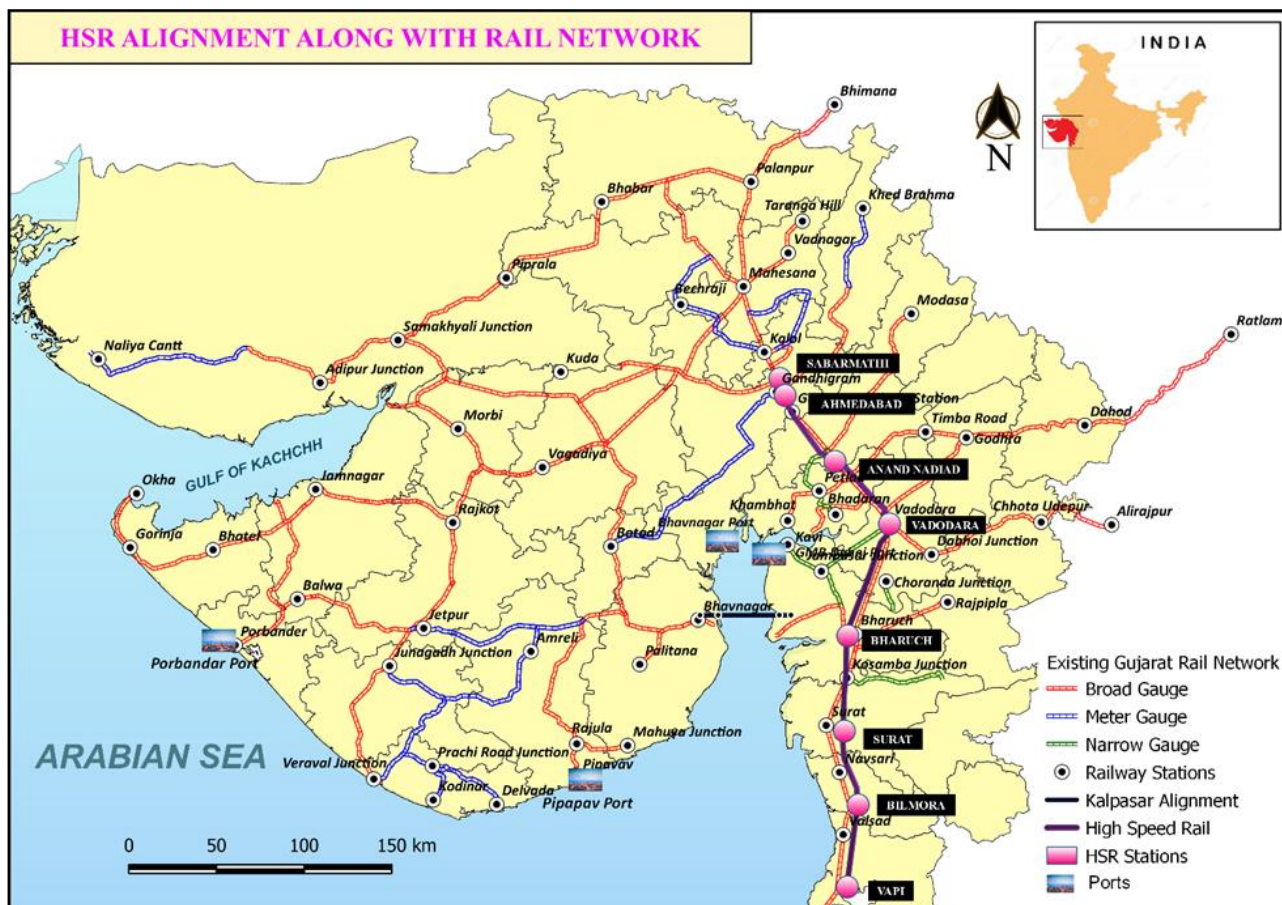 HSR ALIGNMENT ALONG WITH RAIL NETWORK
INDIA
N
Bhimana
Palanpur
Bhabar
Taranga Hill
Khed Brahma
Vadnagar
Piprala
Mahesana
Bechraji
Modasa
Ratlam
Samakhyali Junction
Naliya Cantt
Kalol
Kuda
Adipur Junction
SABARMATHI
Gandhigram
AHMEDABAD
Station
Morbi
Timba Road
Dahod
Godhra
Vagadiya
ANAND NADIAD
GULF OF KACHCHH
Okha
Jamnagar
Petlad
Bhadaran
Khambhat
Vadodara
Chhota Udepur
Alirajpur
Rajkot
VADODARA
Gorinja
Bhatel
Botad
Bhavnagar Port
Kavi
GMB Dahej Port
Junction
Dabhoi Junction
Choranda Junction
Balwa
Rajpipla
Bhavnagar
Jetpur
Bharuch
BHARUCH
Porbander
Porbandar Port
Amreli
Junagadh Junction
Palitana
Kosamba Junction
Existing Gujarat Rail Network
Broad Gauge
Meter Gauge
Narrow Gauge
Railway Stations
Kalpasar Alignment
High Speed Rail
HSR Stations
Ports
Surat
SURAT
Rajula
Mahuva Junction
ARABIAN SEA
Prachi Road Junction
Pipavav
Veraval Junction
Navsari
Kodinar
Delvada
Pipapav Port
BILMORA
Valsad
0 50 100 150 km
VAPI